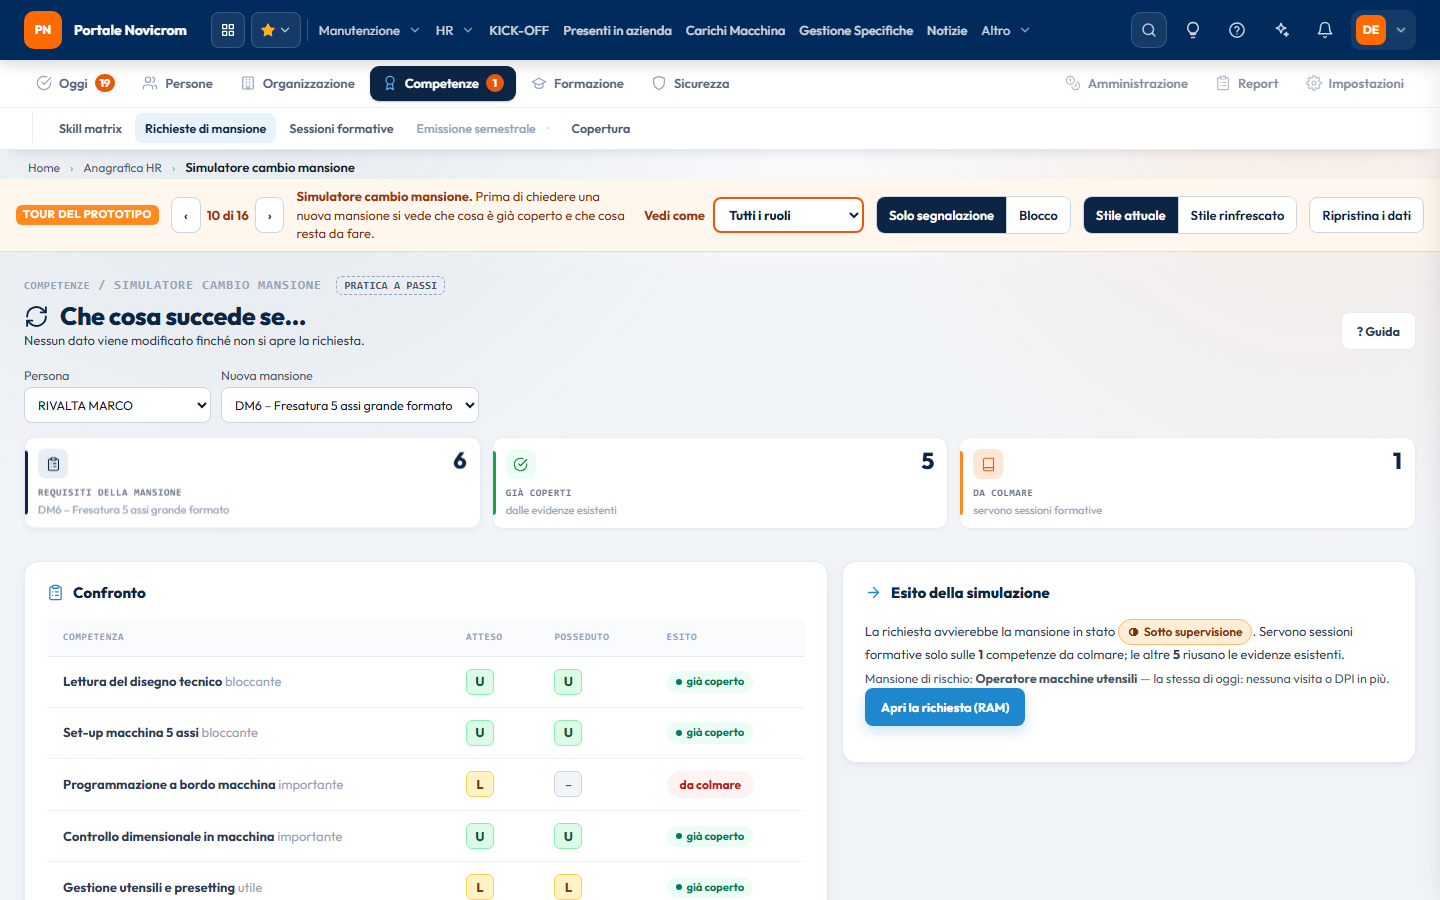 PN Portale Novicrom Manutenzione HR KICK-OFF Presenti in azienda Carichi Macchina Gestione Specifiche Notizie Altro DE
Oggi 19 Persone Organizzazione Competenze 1 Formazione Sicurezza Amministrazione Report Impostazioni
Skill matrix Richieste di mansione Sessioni formative Emissione semestrale · Copertura
Home › Anagrafica HR › Simulatore cambio mansione
TOUR DEL PROTOTIPO ‹ 10 di 16 ›
Simulatore cambio mansione. Prima di chiedere una
nuova mansione si vede che cosa è già coperto e che cosa
resta da fare.
Vedi come Tutti i ruoli Solo segnalazione Blocco Stile attuale Stile rinfrescato Ripristina i dati
COMPETENZE / SIMULATORE CAMBIO MANSIONE PRATICA A PASSI
Che cosa succede se...
Nessun dato viene modificato finché non si apre la richiesta.
? Guida
Persona Nuova mansione
RIVALTA MARCO DM6 – Fresatura 5 assi grande formato
6
REQUISITI DELLA MANSIONE
DM6 – Fresatura 5 assi grande formato
5
GIÀ COPERTI
dalle evidenze esistenti
1
DA COLMARE
servono sessioni formative
Confronto
COMPETENZA ATTESO POSSEDUTO ESITO
Lettura del disegno tecnico bloccante U U già coperto
Set-up macchina 5 assi bloccante U U già coperto
Programmazione a bordo macchina importante L – da colmare
Controllo dimensionale in macchina importante U U già coperto
Gestione utensili e presetting utile L L già coperto
Esito della simulazione
La richiesta avvierebbe la mansione in stato Sotto supervisione . Servono sessioni
formative solo sulle 1 competenze da colmare; le altre 5 riusano le evidenze esistenti.
Mansione di rischio: Operatore macchine utensili — la stessa di oggi: nessuna visita o DPI in più.
Apri la richiesta (RAM)